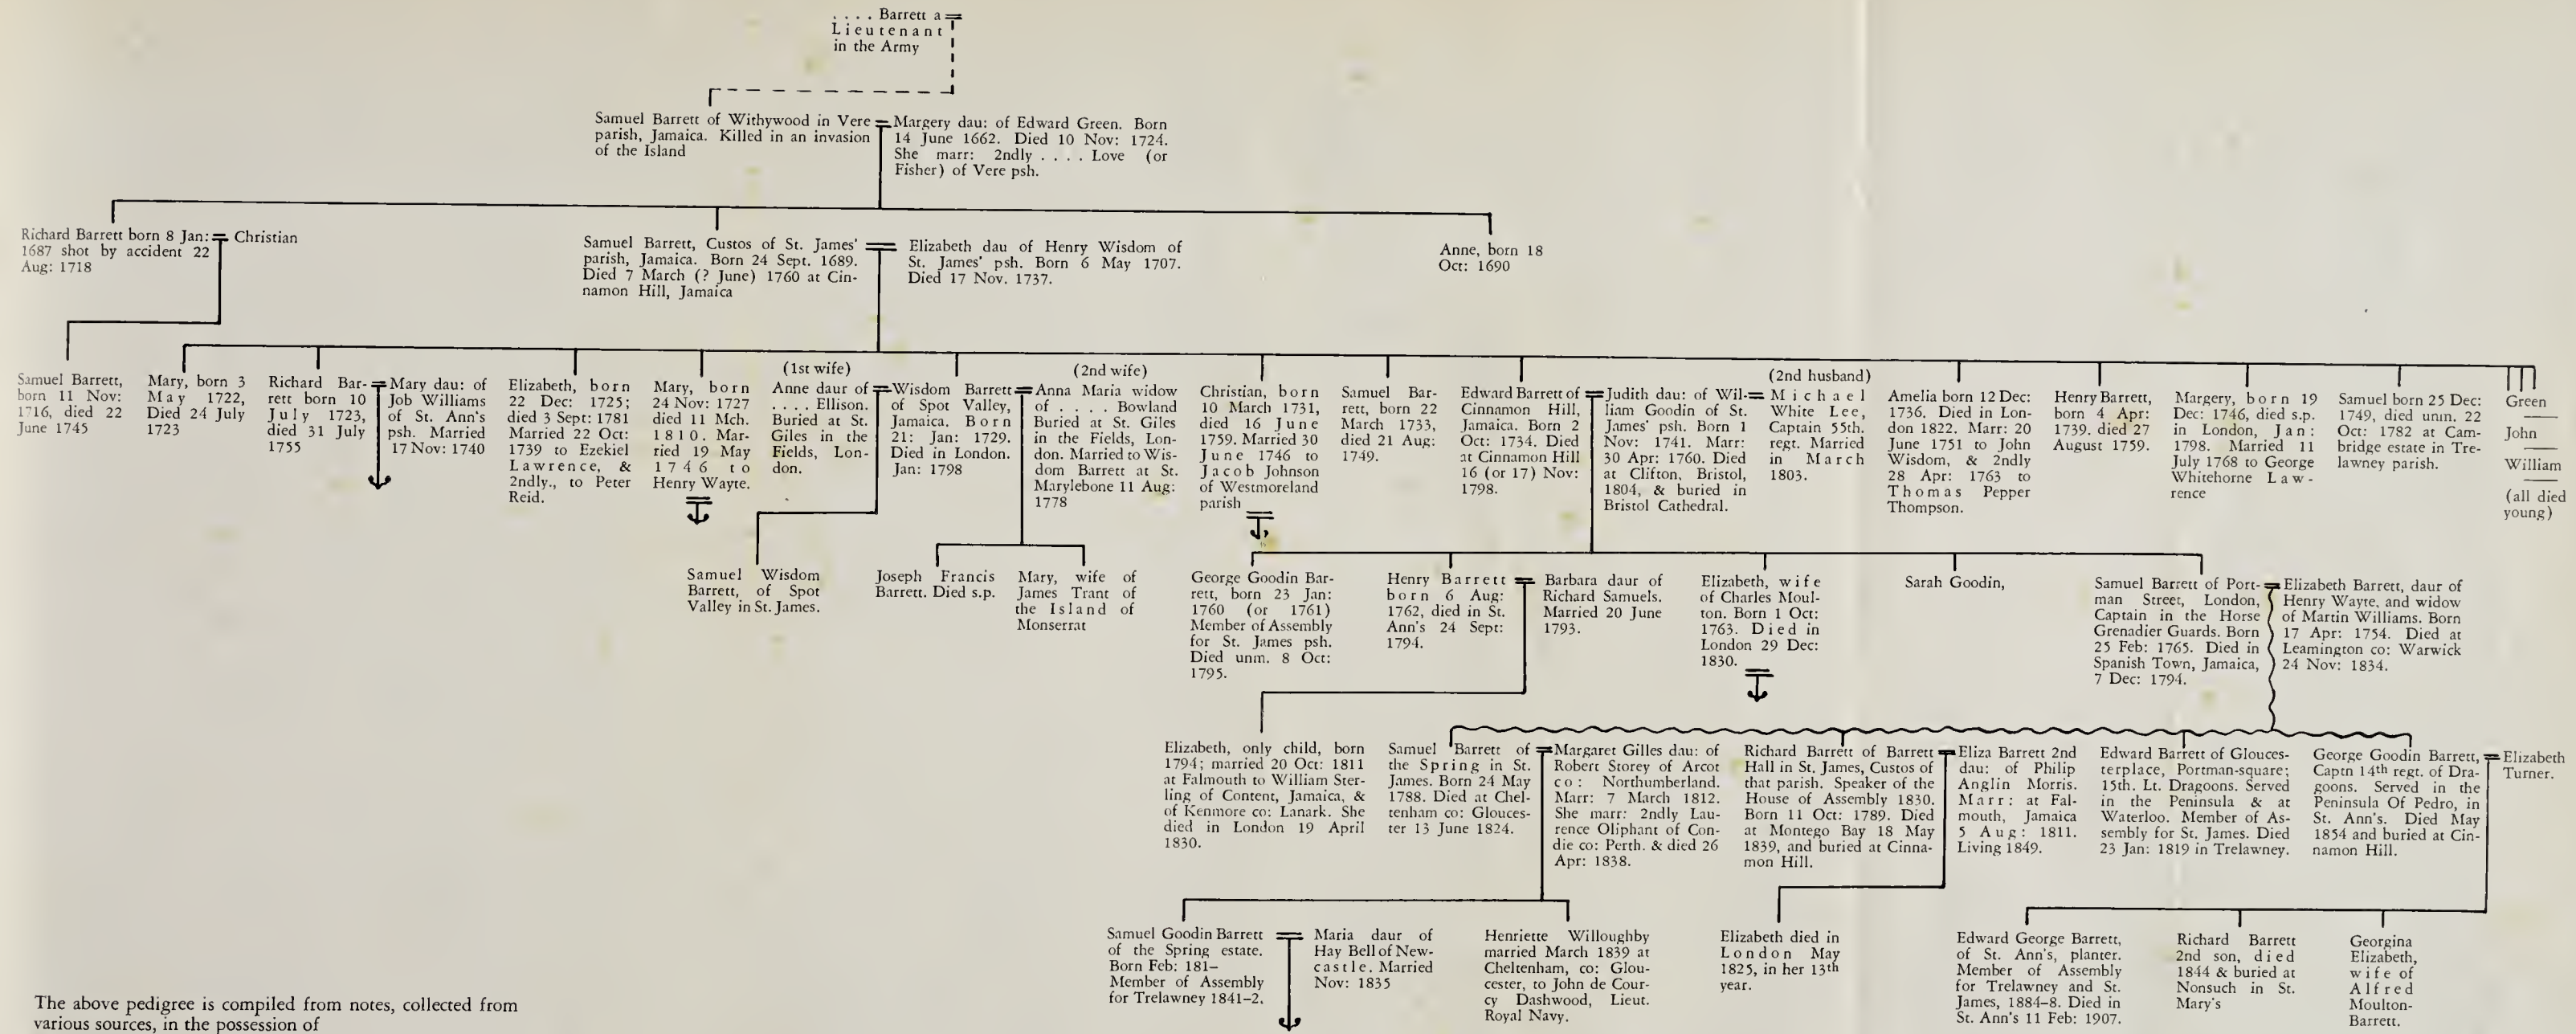 . . . . Barrett a
Lieutenant
in the Army
Samuel Barrett of Withywood in Vere
parish, Jamaica. Killed in an invasion
of the Island
Margery dau: of Edward Green. Born
14 June 1662. Died 10 Nov: 1724.
She marr: 2ndly . . . . Love (or
Fisher) of Vere psh.
Richard Barrett born 8 Jan:
1687 shot by accident 22
Aug: 1718
Christian
Samuel Barrett, Custos of St. James'
parish, Jamaica. Born 24 Sept. 1689.
Died 7 March (? June) 1760 at Cin-
namon Hill, Jamaica
Elizabeth dau of Henry Wisdom of
St. James' psh. Born 6 May 1707.
Died 17 Nov. 1737.
Anne, born 18
Oct: 1690
Samuel Barrett,
born 11 Nov:
1716, died 22
June 1745
Mary, born 3
May 1722,
Died 24 July
1723
Richard Bar-
rett born 10
July 1723,
died 31 July
1755
Mary dau: of
Job Williams
of St. Ann's
psh. Married
17 Nov: 1740
Elizabeth, born
22 Dec: 1725;
died 3 Sept: 1781
Married 22 Oct:
1739 to Ezekiel
Lawrence, &
2ndly., to Peter
Reid.
Mary, born
24 Nov: 1727
died 11 Mch.
1810. Mar-
ried 19 May
1746 to
Henry Wayte.
(1st wife)
Anne daur of
. . . . Ellison.
Buried at St.
Giles in the
Fields, Lon-
don.
Wisdom Barrett
of Spot Valley,
Jamaica. Born
21: Jan: 1729.
Died in London.
Jan: 1798
(2nd wife)
Anna Maria widow
of . . . . Bowland
Buried at St. Giles
in the Fields, Lon-
don. Married to Wis-
dom Barrett at St.
Marylebone 11 Aug:
1778
Christian, born
10 March 1731,
died 16 June
1759. Married 30
June 1746 to
Jacob Johnson
of Westmoreland
parish
Samuel Bar-
rett, born 22
March 1733,
died 21 Aug:
1749.
Edward Barrett of
Cinnamon Hill,
Jamaica. Born 2
Oct: 1734. Died
at Cinnamon Hill
16 (or 17) Nov:
1798.
Judith dau: of Wil-
liam Goodin of St.
James' psh. Born 1
Nov: 1741. Marr:
30 Apr: 1760. Died
at Clifton, Bristol,
1804, & buried in
Bristol Cathedral.
(2nd husband)
Michael
White Lee,
Captain 55th.
regt. Married
in March
1803.
Amelia born 12 Dec:
1736. Died in Lon-
don 1822. Marr: 20
June 1751 to John
Wisdom, & 2ndly
28 Apr: 1763 to
Thomas Pepper
Thompson.
Henry Barrett,
born 4 Apr:
1739. died 27
August 1759.
Margery, born 19
Dec: 1746, died s.p.
in London, Jan:
1798. Married 11
July 1768 to George
Whitehorne Law-
rence
Samuel born 25 Dec:
1749, died unm. 22
Oct: 1782 at Cam-
bridge estate in Tre-
lawney parish.
Green
John
William
(all died
young)
Samuel Wisdom
Barrett, of Spot
Valley in St. James.
Joseph Francis
Barrett. Died s.p.
Mary, wife of
James Trant of
the Island of
Monserrat
George Goodin Bar-
rett, born 23 Jan:
1760 (or 1761)
Member of Assembly
for St. James psh.
Died unm. 8 Oct:
1795.
Henry Barrett
born 6 Aug:
1762, died in St.
Ann's 24 Sept:
1794.
Barbara daur of
Richard Samuels.
Married 20 June
1793.
Elizabeth, wife
of Charles Moul-
ton. Born 1 Oct:
1763. Died in
London 29 Dec:
1830.
Sarah Goodin,
Samuel Barrett of Port-
man Street, London,
Captain in the Horse
Grenadier Guards. Born
25 Feb: 1765. Died in
Spanish Town, Jamaica,
7 Dec: 1794.
Elizabeth Barrett, daur of
Henry Wayte, and widow
of Martin Williams. Born
17 Apr: 1754. Died at
Leamington co: Warwick
24 Nov: 1834.
Elizabeth, only child, born
1794; married 20 Oct: 1811
at Falmouth to William Ster-
ling of Content, Jamaica, &
of Kenmore co: Lanark. She
died in London 19 April
1830.
Samuel Barrett of
the Spring in St.
James. Born 24 May
1788. Died at Chel-
tenham co: Glouces-
ter 13 June 1824.
Margaret Gilles dau: of
Robert Storey of Arcot
co: Northumberland.
Marr: 7 March 1812.
She marr: 2ndly Lau-
rence Oliphant of Con-
die co: Perth. & died 26
Apr: 1838.
Richard Barrett of Barrett
Hall in St. James, Custos of
that parish. Speaker of the
House of Assembly 1830.
Born 11 Oct: 1789. Died
at Montego Bay 18 May
1839, and buried at Cinna-
mon Hill.
Eliza Barrett 2nd
dau: of Philip
Anglin Morris.
Marr: at Fal-
mouth, Jamaica
5 Aug: 1811.
Living 1849.
Edward Barrett of Glouces-
terplace, Portman-square;
15th. Lt. Dragoons. Served
in the Peninsula & at
Waterloo. Member of As-
sembly for St. James. Died
23 Jan: 1819 in Trelawney.
George Goodin Barrett,
Captn 14th regt. of Dra-
goons. Served in the
Peninsula Of Pedro, in
St. Ann's. Died May
1854 and buried at Cin-
namon Hill.
Elizabeth
Turner.
Samuel Goodin Barrett
of the Spring estate.
Born Feb: 181–
Member of Assembly
for Trelawney 1841–2.
Maria daur of
Hay Bell of New-
castle. Married
Nov: 1835
Henriette Willoughby
married March 1839 at
Cheltenham, co: Glou-
cester, to John de Cour-
cy Dashwood, Lieut.
Royal Navy.
Elizabeth died in
London May
1825, in her 13th
year.
Edward George Barrett,
of St. Ann's, planter.
Member of Assembly
for Trelawney and St.
James, 1884–8. Died in
St. Ann's 11 Feb: 1907.
Richard Barrett
2nd son, died
1844 & buried at
Nonsuch in St.
Mary's
Georgina
Elizabeth,
wife of
Alfred
Moulton-
Barrett.
The above pedigree is compiled from notes, collected from
various sources, in the possession of